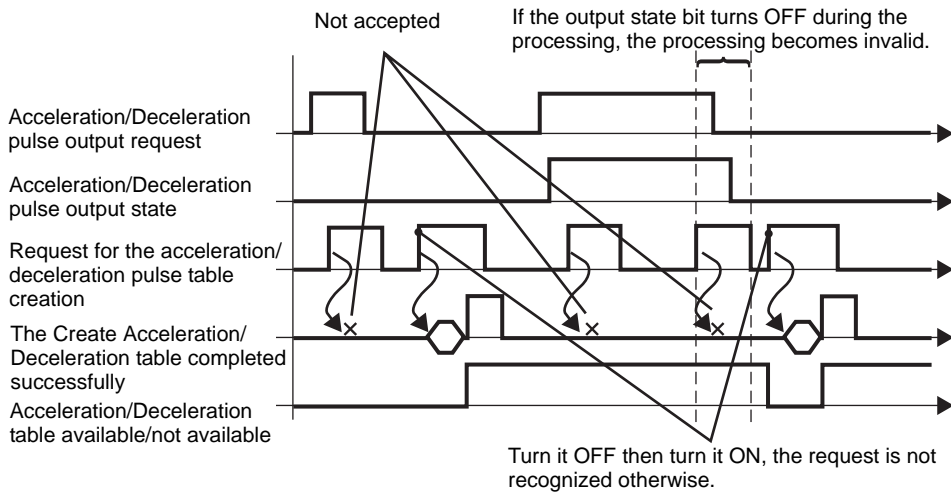 Not accepted
If the output state bit turns OFF during the
processing, the processing becomes invalid.
Acceleration/Deceleration
pulse output request
Acceleration/Deceleration
pulse output state
Request for the acceleration/
deceleration pulse table
creation
The Create Acceleration/
Deceleration table completed
successfully
Acceleration/Deceleration
table available/not available
Turn it OFF then turn it ON, the request is not
recognized otherwise.